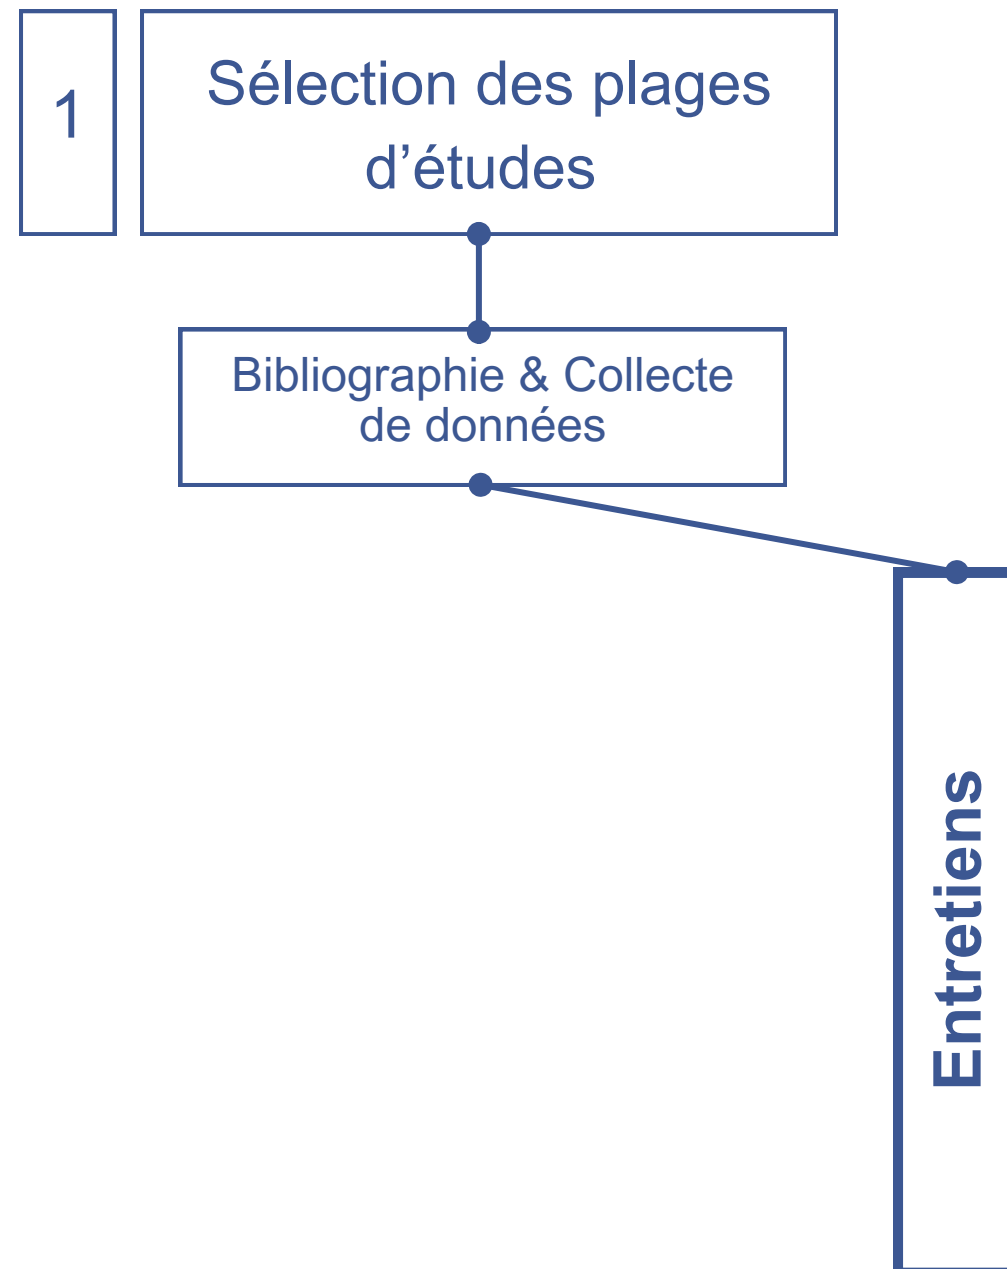 1
Sélection des plages
d’études
Bibliographie & Collecte
de données
Entretiens